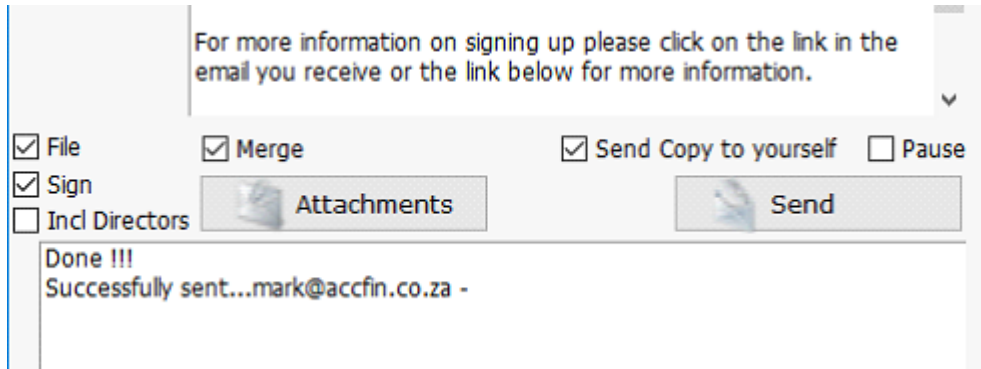 For more information on signing up please click on the link in the
email you receive or the link below for more information.
File
Merge
Send Copy to yourself
Pause
Sign
Attachments
Send
Incl Directors
Done !!!
Successfully sent...mark@accfin.co.za -